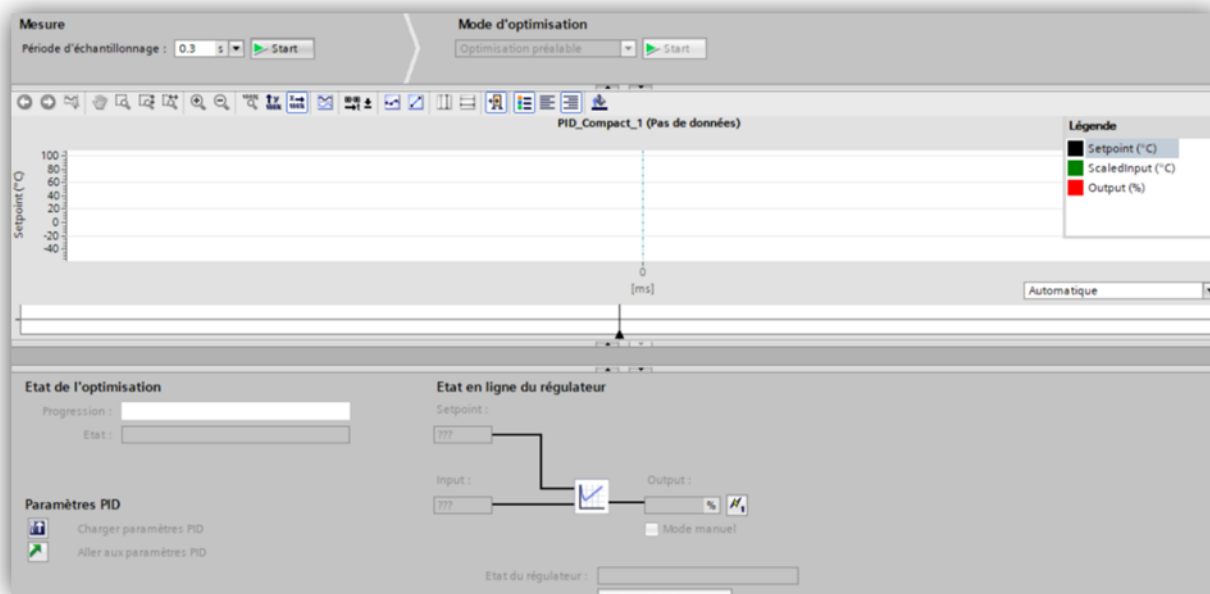 Mesure
Période d'échantillonnage : 0.3 s Start
Mode d'optimisation
Optimisation préalable Start
PID_Compact_1 (Pas de données)
Légende
Setpoint (°C)
ScaledInput (°C)
Output (%)
Setpoint (°C)
100
80
60
40
20
0
-20
-40
0
[ms]
Automatique
Etat de l'optimisation
Progression :
Etat :
Paramètres PID
Charger paramètres PID
Aller aux paramètres PID
Etat en ligne du régulateur
Setpoint :
???
Input :
???
Output :
%
Mode manuel
Etat du régulateur :